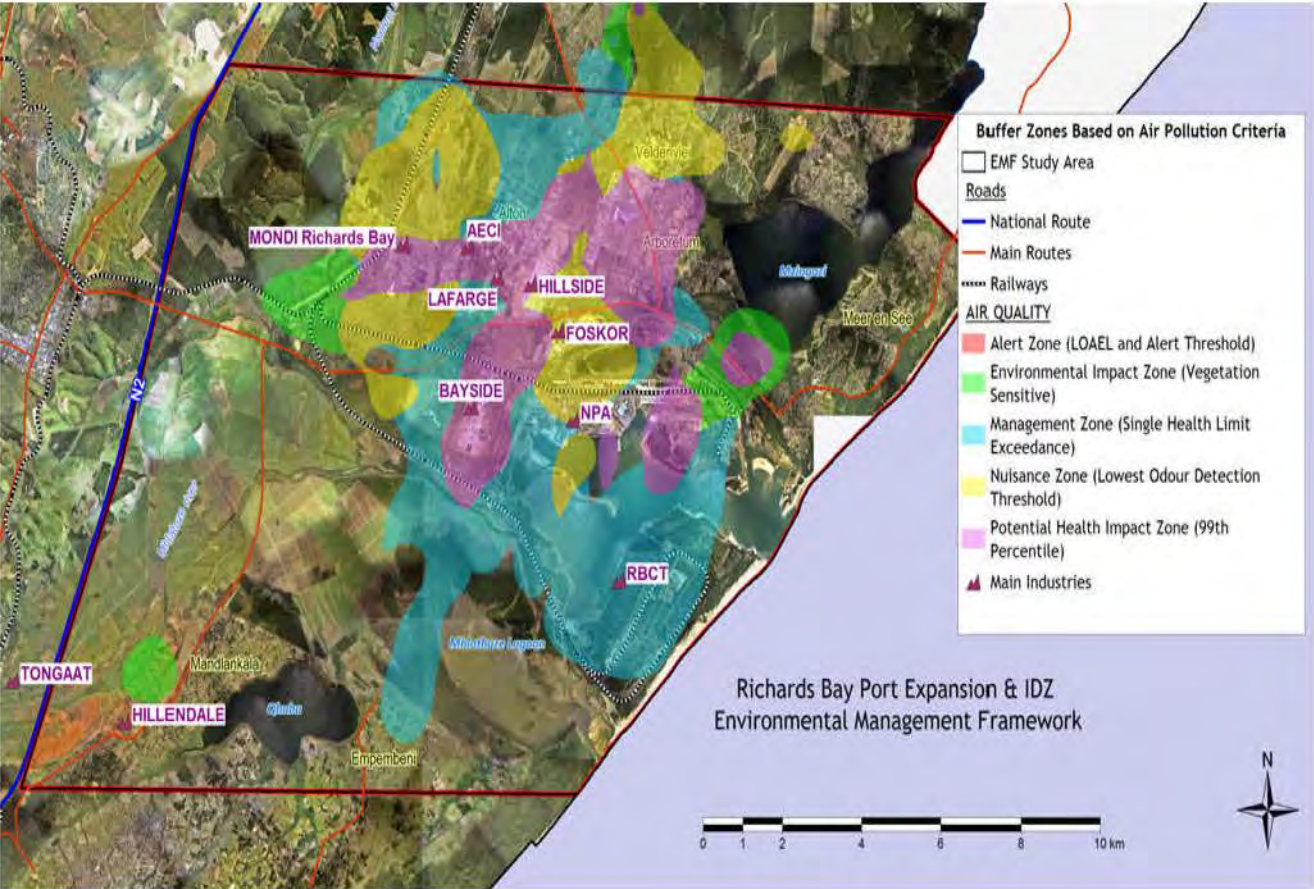 Buffer Zones Based on Air Pollution Criteria
EMF Study Area
Roads
National Route
Main Routes
Railways
AIR QUALITY
Alert Zone (LOAEL and Alert Threshold)
Environmental Impact Zone (Vegetation
Sensitive)
Management Zone (Single Health Limit
Exceedance)
Nuisance Zone (Lowest Odour Detection
Threshold)
Potential Health Impact Zone (99th
Percentile)
Main Industries
Alton
MONDI Richards Bay
AECI
Arboretum
LAFARGE
HILLSIDE
FOSKOR
Meer en See
BAYSIDE
NPA
N2
RBCT
Mhlathuze Lagoon
Mandlankala
TONGAAT
HILLENDALE
Qhubu
Empembeni
Richards Bay Port Expansion & IDZ
Environmental Management Framework
N
0 1 2 4 6 8 10 km